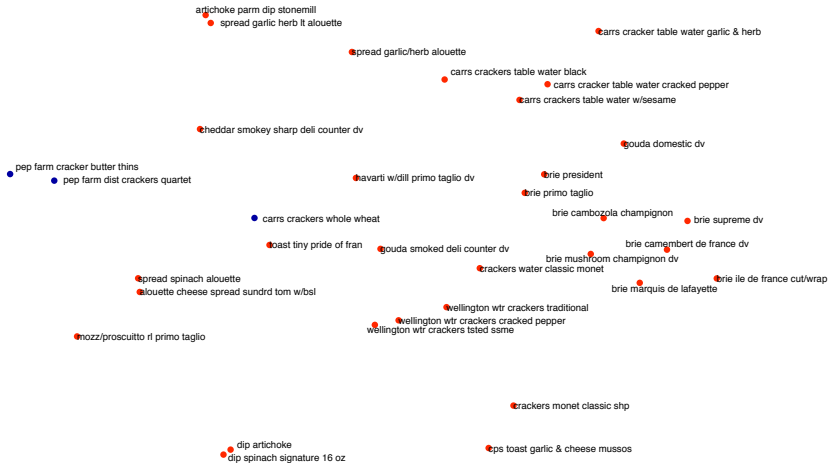 artichoke parm dip stonemill
spread garlic herb lt alouette
carrs cracker table water garlic & herb
spread garlic/herb alouette
carrs crackers table water black
carrs cracker table water cracked pepper
carrs crackers table water w/sesame
cheddar smokey sharp deli counter dv
gouda domestic dv
pep farm cracker butter thins
pep farm dist crackers quartet
havarti w/dill primo taglio dv
brie president
brie primo taglio
brie cambozola champignon
carrs crackers whole wheat
brie supreme dv
toast tiny pride of fran
gouda smoked deli counter dv
brie camembert de france dv
brie mushroom champignon dv
crackers water classic monet
spread spinach alouette
brie ile de france cut/wrap
brie marquis de lafayette
alouette cheese spread sundrd tom w/bsl
wellington wtr crackers traditional
wellington wtr crackers cracked pepper
wellington wtr crackers tsted ssme
mozz/proscuitto rl primo taglio
crackers monet classic shp
dip artichoke
cps toast garlic & cheese mussos
dip spinach signature 16 oz